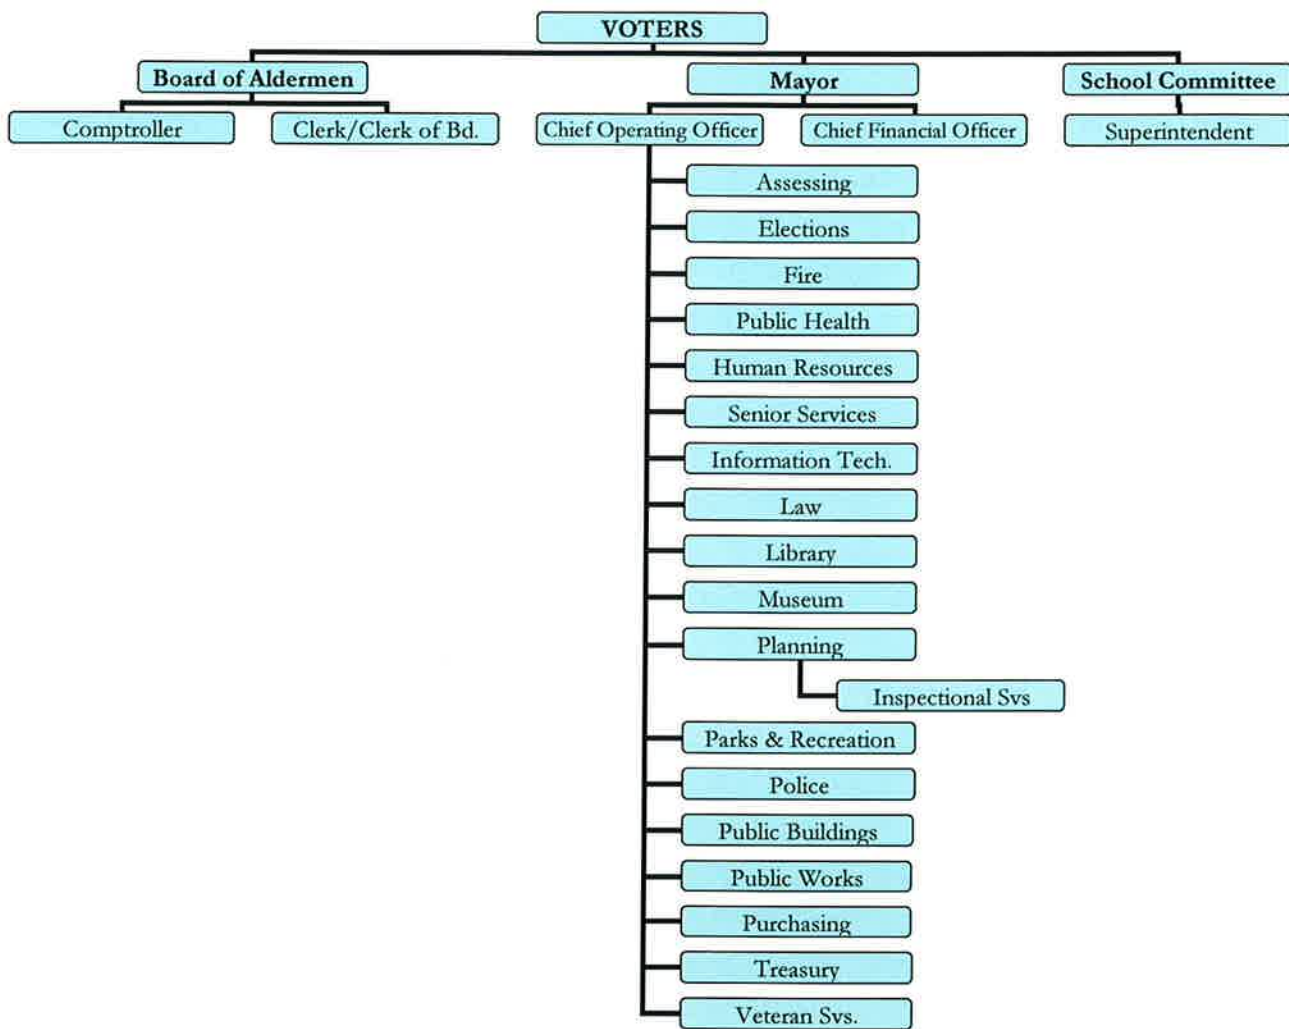 VOTERS
Board of Aldermen
Mayor
School Committee
Comptroller
Clerk/Clerk of Bd.
Chief Operating Officer
Chief Financial Officer
Superintendent
Assessing
Elections
Fire
Public Health
Human Resources
Senior Services
Information Tech.
Law
Library
Museum
Planning
Inspectional Svs
Parks & Recreation
Police
Public Buildings
Public Works
Purchasing
Treasury
Veteran Svs.